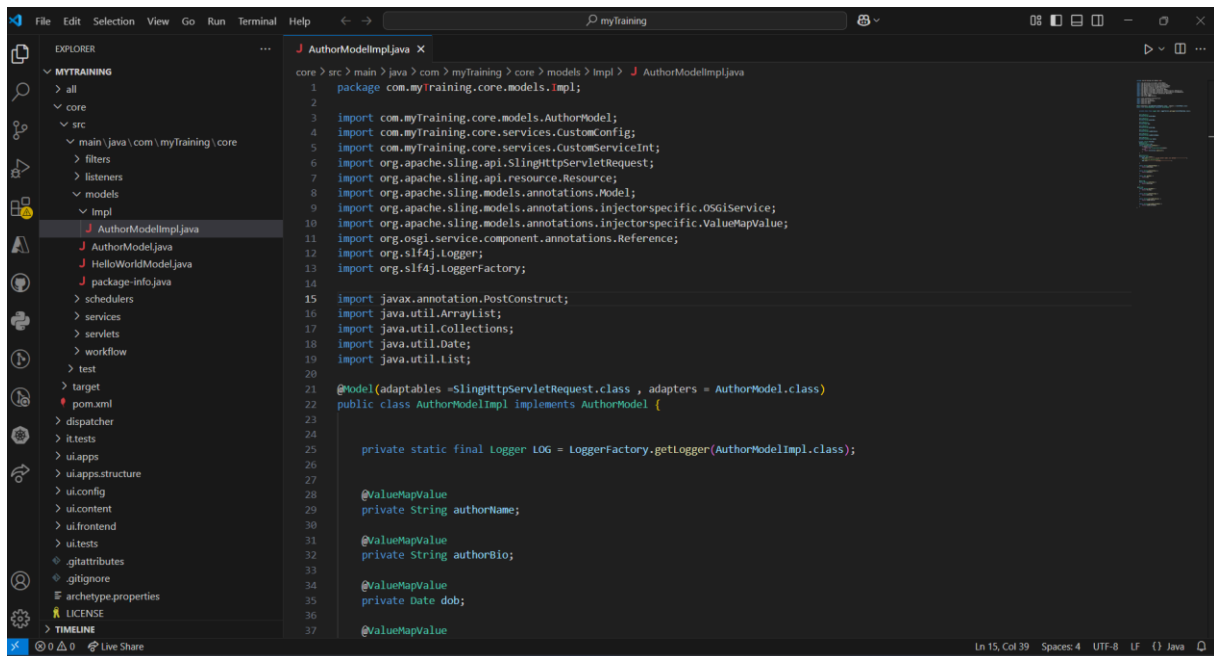 File Edit Selection View Go Run Terminal Help
myTraining
EXPLORER
MYTRAINING
all
core
src
main\java\com\myTraining\core
filters
listeners
models
Impl
AuthorModelImpl.java
AuthorModel.java
HelloWorldModel.java
package-info.java
schedulers
services
servlets
workflow
test
target
pom.xml
dispatcher
it.tests
ui.apps
ui.apps.structure
ui.config
ui.content
ui.frontend
ui.tests
.gitattributes
.gitignore
archetype.properties
LICENSE
TIMELINE
AuthorModelImpl.java
core > src > main > java > com > myTraining > core > models > Impl > AuthorModelImpl.java
1 package com.myTraining.core.models.Impl;
2
3 import com.myTraining.core.models.AuthorModel;
4 import com.myTraining.core.services.CustomConfig;
5 import com.myTraining.core.services.CustomServiceInt;
6 import org.apache.sling.api.SlingHttpServletRequest;
7 import org.apache.sling.api.resource.Resource;
8 import org.apache.sling.models.annotations.Model;
9 import org.apache.sling.models.annotations.injectorspecific.OSGiService;
10 import org.apache.sling.models.annotations.injectorspecific.ValueMapValue;
11 import org.osgi.service.component.annotations.Reference;
12 import org.slf4j.Logger;
13 import org.slf4j.LoggerFactory;
14
15 import javax.annotation.PostConstruct;
16 import java.util.ArrayList;
17 import java.util.Collections;
18 import java.util.Date;
19 import java.util.List;
20
21 @Model(adaptables =SlingHttpServletRequest.class , adapters = AuthorModel.class)
22 public class AuthorModelImpl implements AuthorModel {
23
24
25 private static final Logger LOG = LoggerFactory.getLogger(AuthorModelImpl.class);
26
27
28 @ValueMapValue
29 private String authorName;
30
31 @ValueMapValue
32 private String authorBio;
33
34 @ValueMapValue
35 private Date dob;
36
37 @ValueMapValue
0 0 Live Share
Ln 15, Col 39 Spaces: 4 UTF-8 LF {} Java